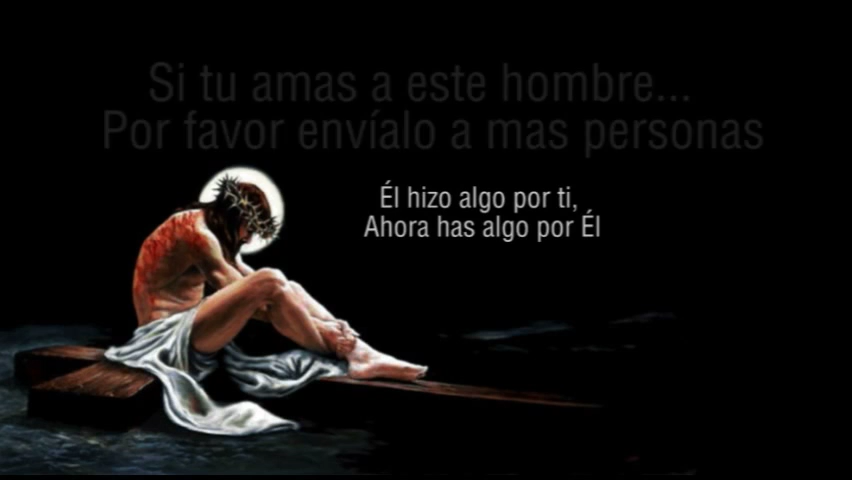 Si tu amas a este hombre...
Por favor envíalo a mas personas
Él hizo algo por ti,
Ahora has algo por Él